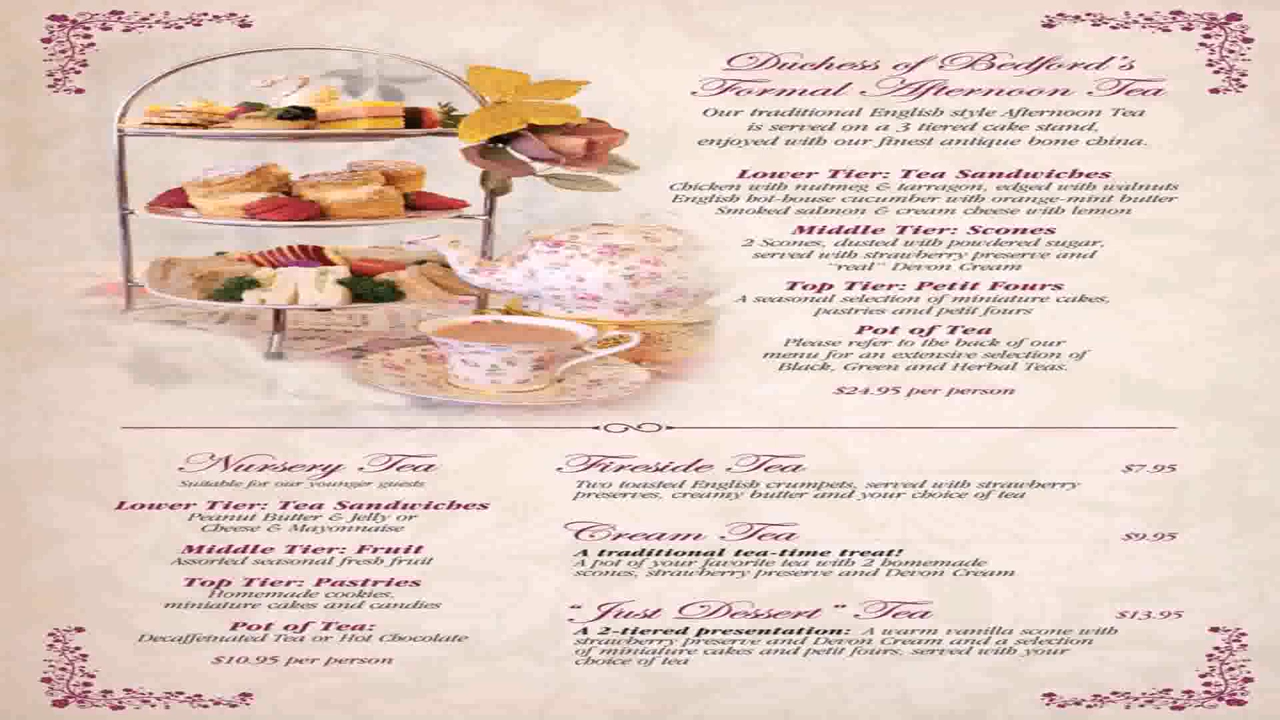 Duchess of Bedford's
Formal Afternoon Tea
Our traditional English style Afternoon Tea
is served on a 3 tiered cake stand,
enjoyed with our finest antique bone china.
Lower Tier: Tea Sandwiches
Chicken with nutmeg & tarragon, edged with walnuts
English hot-house cucumber with orange-mint butter
Smoked salmon & cream cheese with lemon
Middle Tier: Scones
2 Scones, dusted with powdered sugar,
served with strawberry preserve and
"real" Devon Cream
Top Tier: Petit Fours
A seasonal selection of miniature cakes,
pastries and petit fours
Pot of Tea
Please refer to the back of our
menu for an extensive selection of
Black, Green and Herbal Teas.
$24.95 per person
Nursery Tea
Suitable for our younger guests
Lower Tier: Tea Sandwiches
Peanut Butter & Jelly or
Cheese & Mayonnaise
Middle Tier: Fruit
Assorted seasonal fresh fruit
Top Tier: Pastries
Homemade cookies,
miniature cakes and candies
Pot of Tea:
Decaffeinated Tea or Hot Chocolate
$10.95 per person
Fireside Tea $7.95
Two toasted English crumpets, served with strawberry
preserves, creamy butter and your choice of tea
Cream Tea $9.95
A traditional tea-time treat!
A pot of your favorite tea with 2 homemade
scones, strawberry preserve and Devon Cream
"Just Dessert" Tea $13.95
A 2-tiered presentation: A warm vanilla scone with
strawberry preserve and Devon Cream and a selection
of miniature cakes and petit fours, served with your
choice of tea